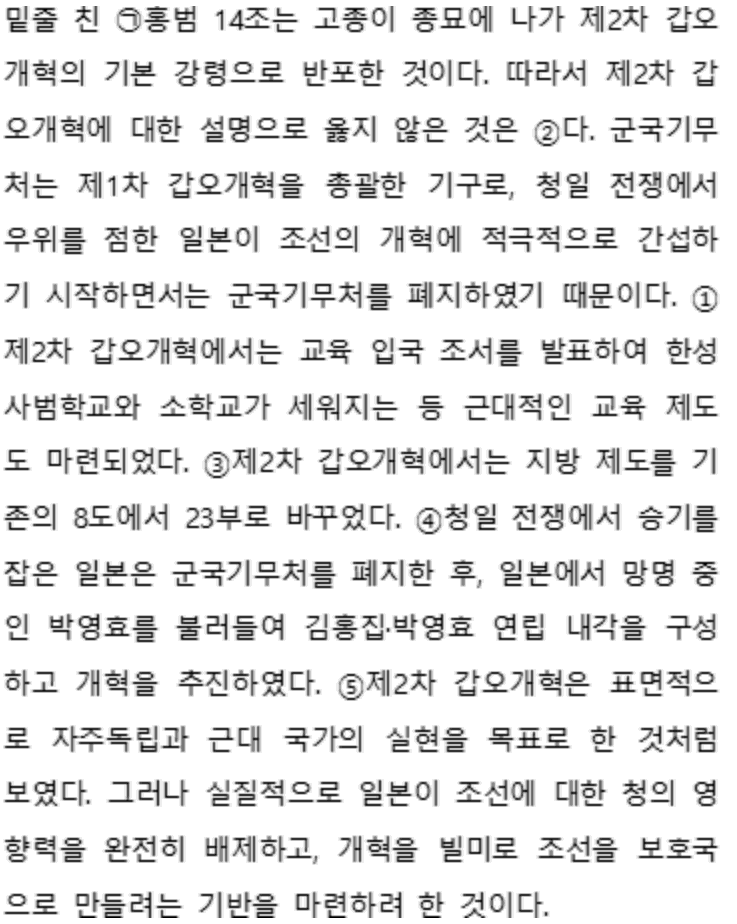 밑줄 친 ㉠홍범 14조는 고종이 종묘에 나가 제2차 갑오
개혁의 기본 강령으로 반포한 것이다. 따라서 제2차 갑
오개혁에 대한 설명으로 옳지 않은 것은 ②다. 군국기무
처는 제1차 갑오개혁을 총괄한 기구로, 청일 전쟁에서
우위를 점한 일본이 조선의 개혁에 적극적으로 간섭하
기 시작하면서는 군국기무처를 폐지하였기 때문이다. ①
제2차 갑오개혁에서는 교육 입국 조서를 발표하여 한성
사범학교와 소학교가 세워지는 등 근대적인 교육 제도
도 마련되었다. ③제2차 갑오개혁에서는 지방 제도를 기
존의 8도에서 23부로 바꾸었다. ④청일 전쟁에서 승기를
잡은 일본은 군국기무처를 폐지한 후, 일본에서 망명 중
인 박영효를 불러들여 김홍집·박영효 연립 내각을 구성
하고 개혁을 추진하였다. ⑤제2차 갑오개혁은 표면적으
로 자주독립과 근대 국가의 실현을 목표로 한 것처럼
보였다. 그러나 실질적으로 일본이 조선에 대한 청의 영
향력을 완전히 배제하고, 개혁을 빌미로 조선을 보호국
으로 만들려는 기반을 마련하려 한 것이다.